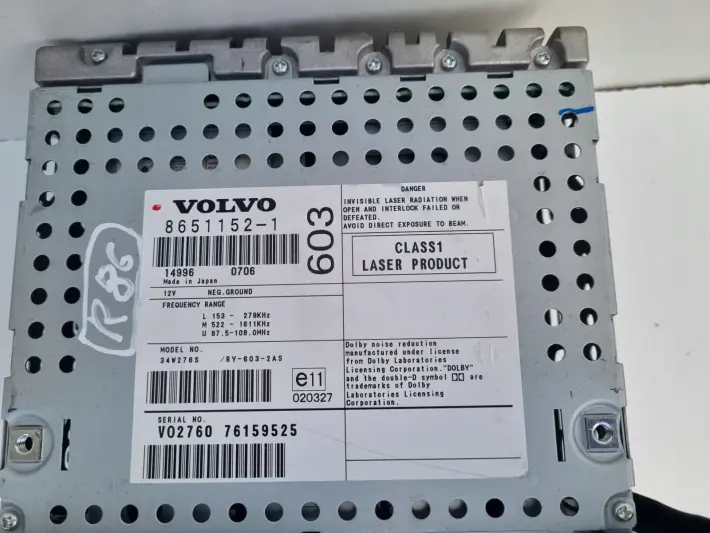 VOLVO
8651152-1
14996 0706
Made in Japan
603
12V NEG.GROUND
FREQUENCY RANGE
L 153 - 279KHz
M 522 - 1611KHz
U 87.5-108.0MHz
MODEL NO.
34W276S /RY-603-2AS
e11
020327
SERIAL NO.
VO2760 76159525
DANGER
INVISIBLE LASER RADIATION WHEN
OPEN AND INTERLOCK FAILED OR
DEFEATED.
AVOID DIRECT EXPOSURE TO BEAM.
CLASS1
LASER PRODUCT
Dolby noise reduction
manufactured under license
from Dolby Laboratories
Licensing Corporation."DOLBY"
and the double-D symbol are
trademarks of Dolby
Laboratories Licensing
Corporation.
R86